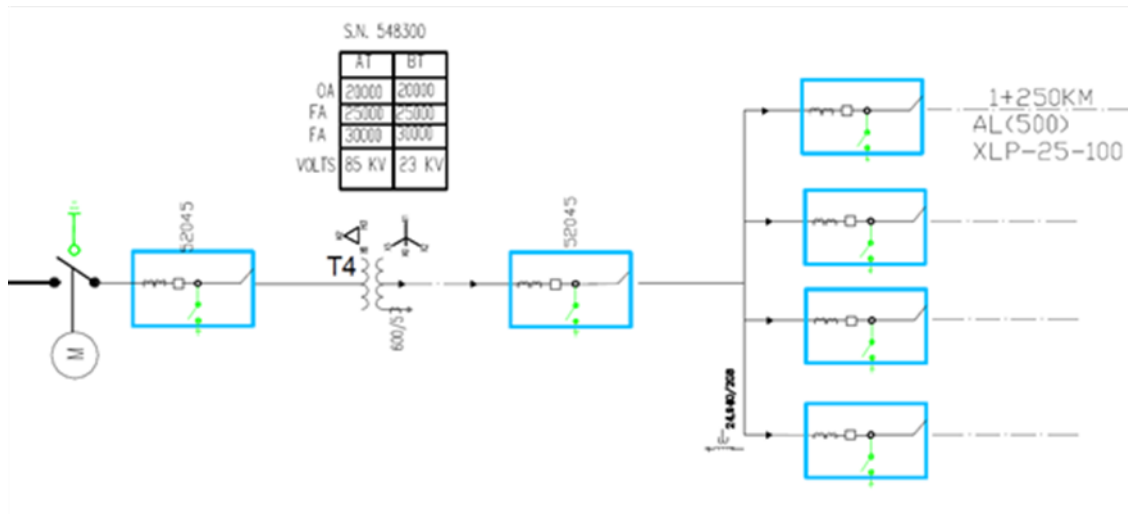 S.N. 548300
AT BT
OA 20000 20000
FA 25000 25000
FA 30000 30000
VOLTS 85 KV 23 KV
1+250KM
AL(500)
XLP-25-100
52045
52045
T4
600/5
M